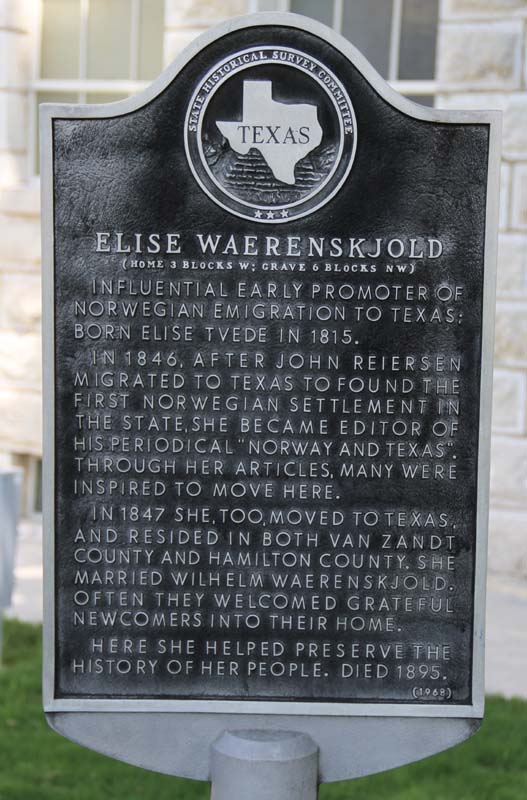 STATE HISTORICAL SURVEY COMMITTEE
TEXAS
ELISE WAERENSKJOLD
(HOME 3 BLOCKS W; GRAVE 6 BLOCKS NW)
INFLUENTIAL EARLY PROMOTER OF
NORWEGIAN EMIGRATION TO TEXAS;
BORN ELISE TVEDE IN 1815.
IN 1846, AFTER JOHN REIERSEN
MIGRATED TO TEXAS TO FOUND THE
FIRST NORWEGIAN SETTLEMENT IN
THE STATE, SHE BECAME EDITOR OF
HIS PERIODICAL "NORWAY AND TEXAS".
THROUGH HER ARTICLES, MANY WERE
INSPIRED TO MOVE HERE.
IN 1847 SHE, TOO, MOVED TO TEXAS,
AND RESIDED IN BOTH VAN ZANDT
COUNTY AND HAMILTON COUNTY. SHE
MARRIED WILHELM WAERENSKJOLD.
OFTEN THEY WELCOMED GRATEFUL
NEWCOMERS INTO THEIR HOME.
HERE SHE HELPED PRESERVE THE
HISTORY OF HER PEOPLE. DIED 1895.
(1968)